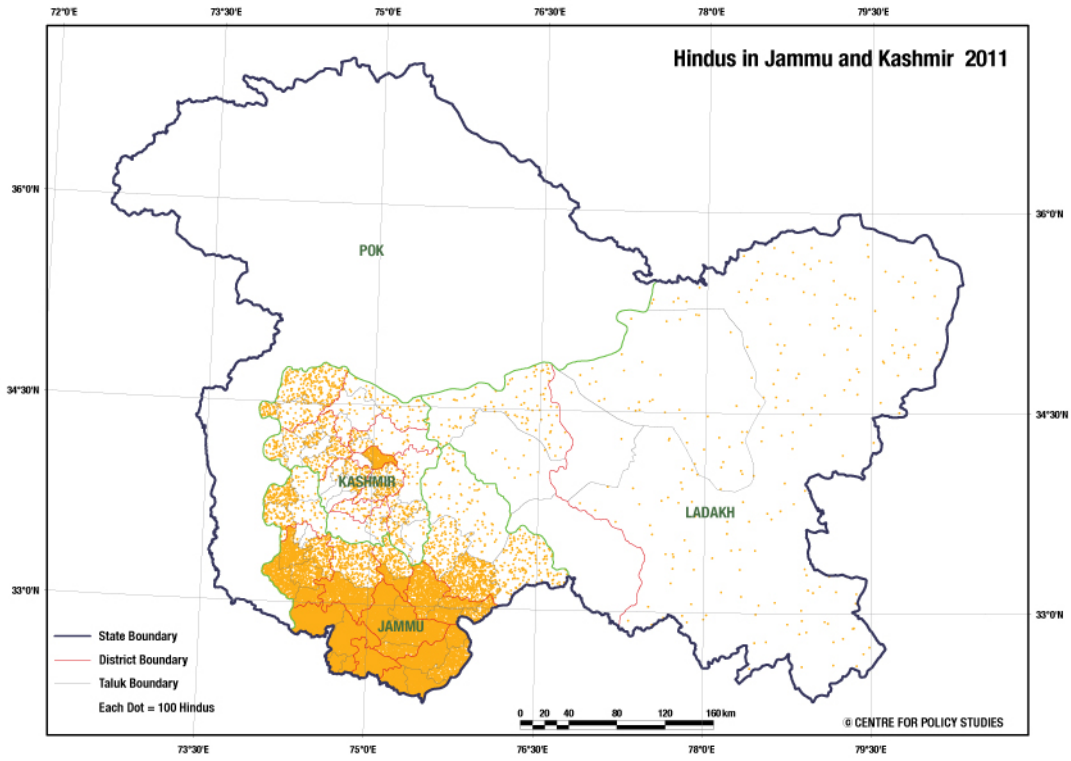 72°0'E 73°30'E 75°0'E 76°30'E 78°0'E 79°30'E
Hindus in Jammu and Kashmir 2011
36°0'N
36°0'N
POK
34°30'N
34°30'N
KASHMIR
LADAKH
33°0'N
33°0'N
JAMMU
State Boundary
District Boundary
Taluk Boundary
Each Dot = 100 Hindus
0 20 40 80 120 160 km
© CENTRE FOR POLICY STUDIES
73°30'E 75°0'E 76°30'E 78°0'E 79°30'E